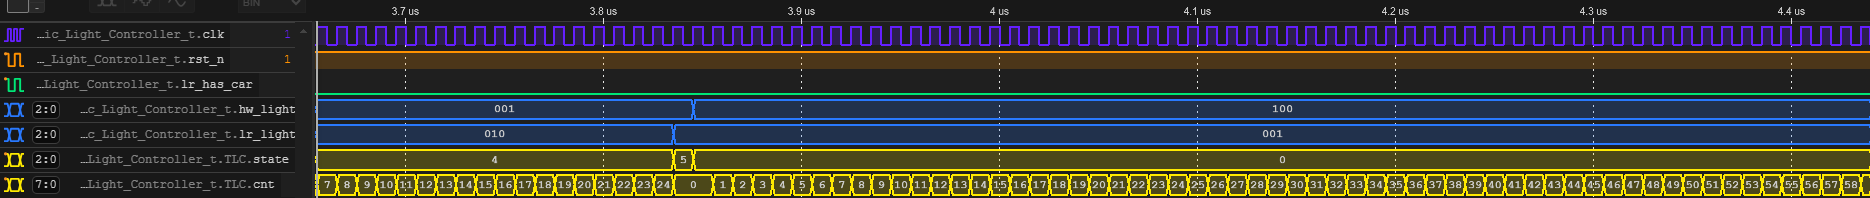 BIN
3.7 us 3.8 us 3.9 us 4 us 4.1 us 4.2 us 4.3 us 4.4 us
…ic_Light_Controller_t.clk 1
…_Light_Controller_t.rst_n 1
…Light_Controller_t.lr_has_car
2:0 …c_Light_Controller_t.hw_light 001 100
2:0 …c_Light_Controller_t.lr_light 010 001
2:0 …Light_Controller_t.TLC.state 4 5 0
7:0 …Light_Controller_t.TLC.cnt 7 8 9 10 11 12 13 14 15 16 17 18 19 20 21 22 23 24 0 1 2 3 4 5 6 7 8 9 10 11 12 13 14 15 16 17 18 19 20 21 22 23 24 25 26 27 28 29 30 31 32 33 34 35 36 37 38 39 40 41 42 43 44 45 46 47 48 49 50 51 52 53 54 55 56 57 58